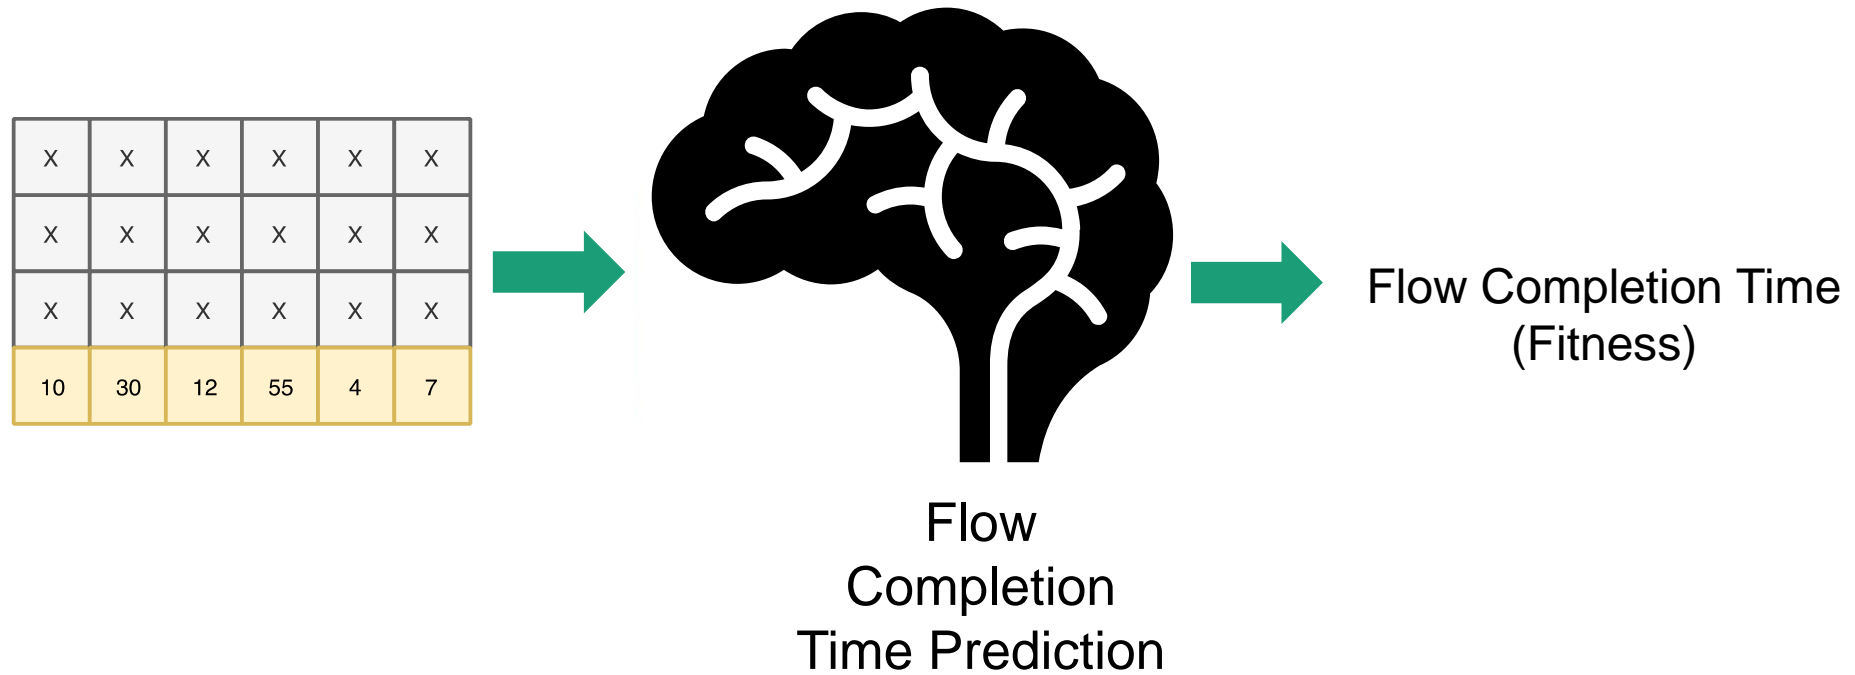 X X X X X X
X X X X X X
X X X X X X
10 30 12 55 4 7
Flow Completion Time
(Fitness)
Flow
Completion
Time Prediction